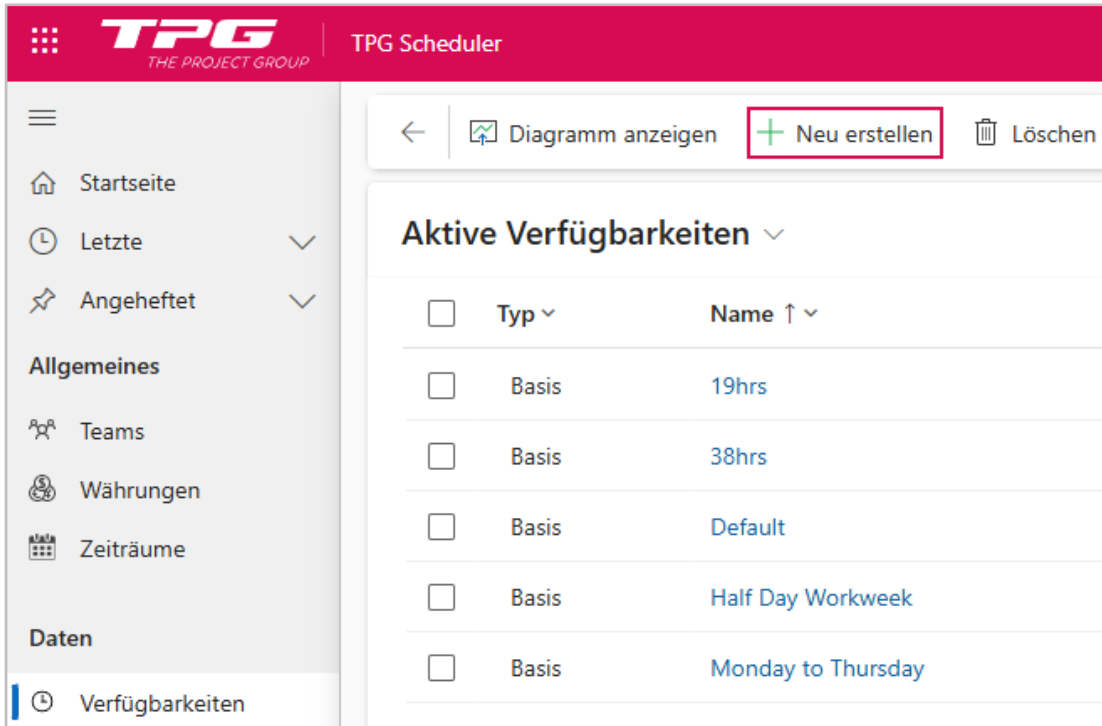 TPG
THE PROJECT GROUP
TPG Scheduler
Diagramm anzeigen
Neu erstellen
Löschen
Startseite
Letzte
Angeheftet
Allgemeines
Teams
Währungen
Zeiträume
Daten
Verfügbarkeiten
Aktive Verfügbarkeiten
Typ Name ↑
Basis 19hrs
Basis 38hrs
Basis Default
Basis Half Day Workweek
Basis Monday to Thursday